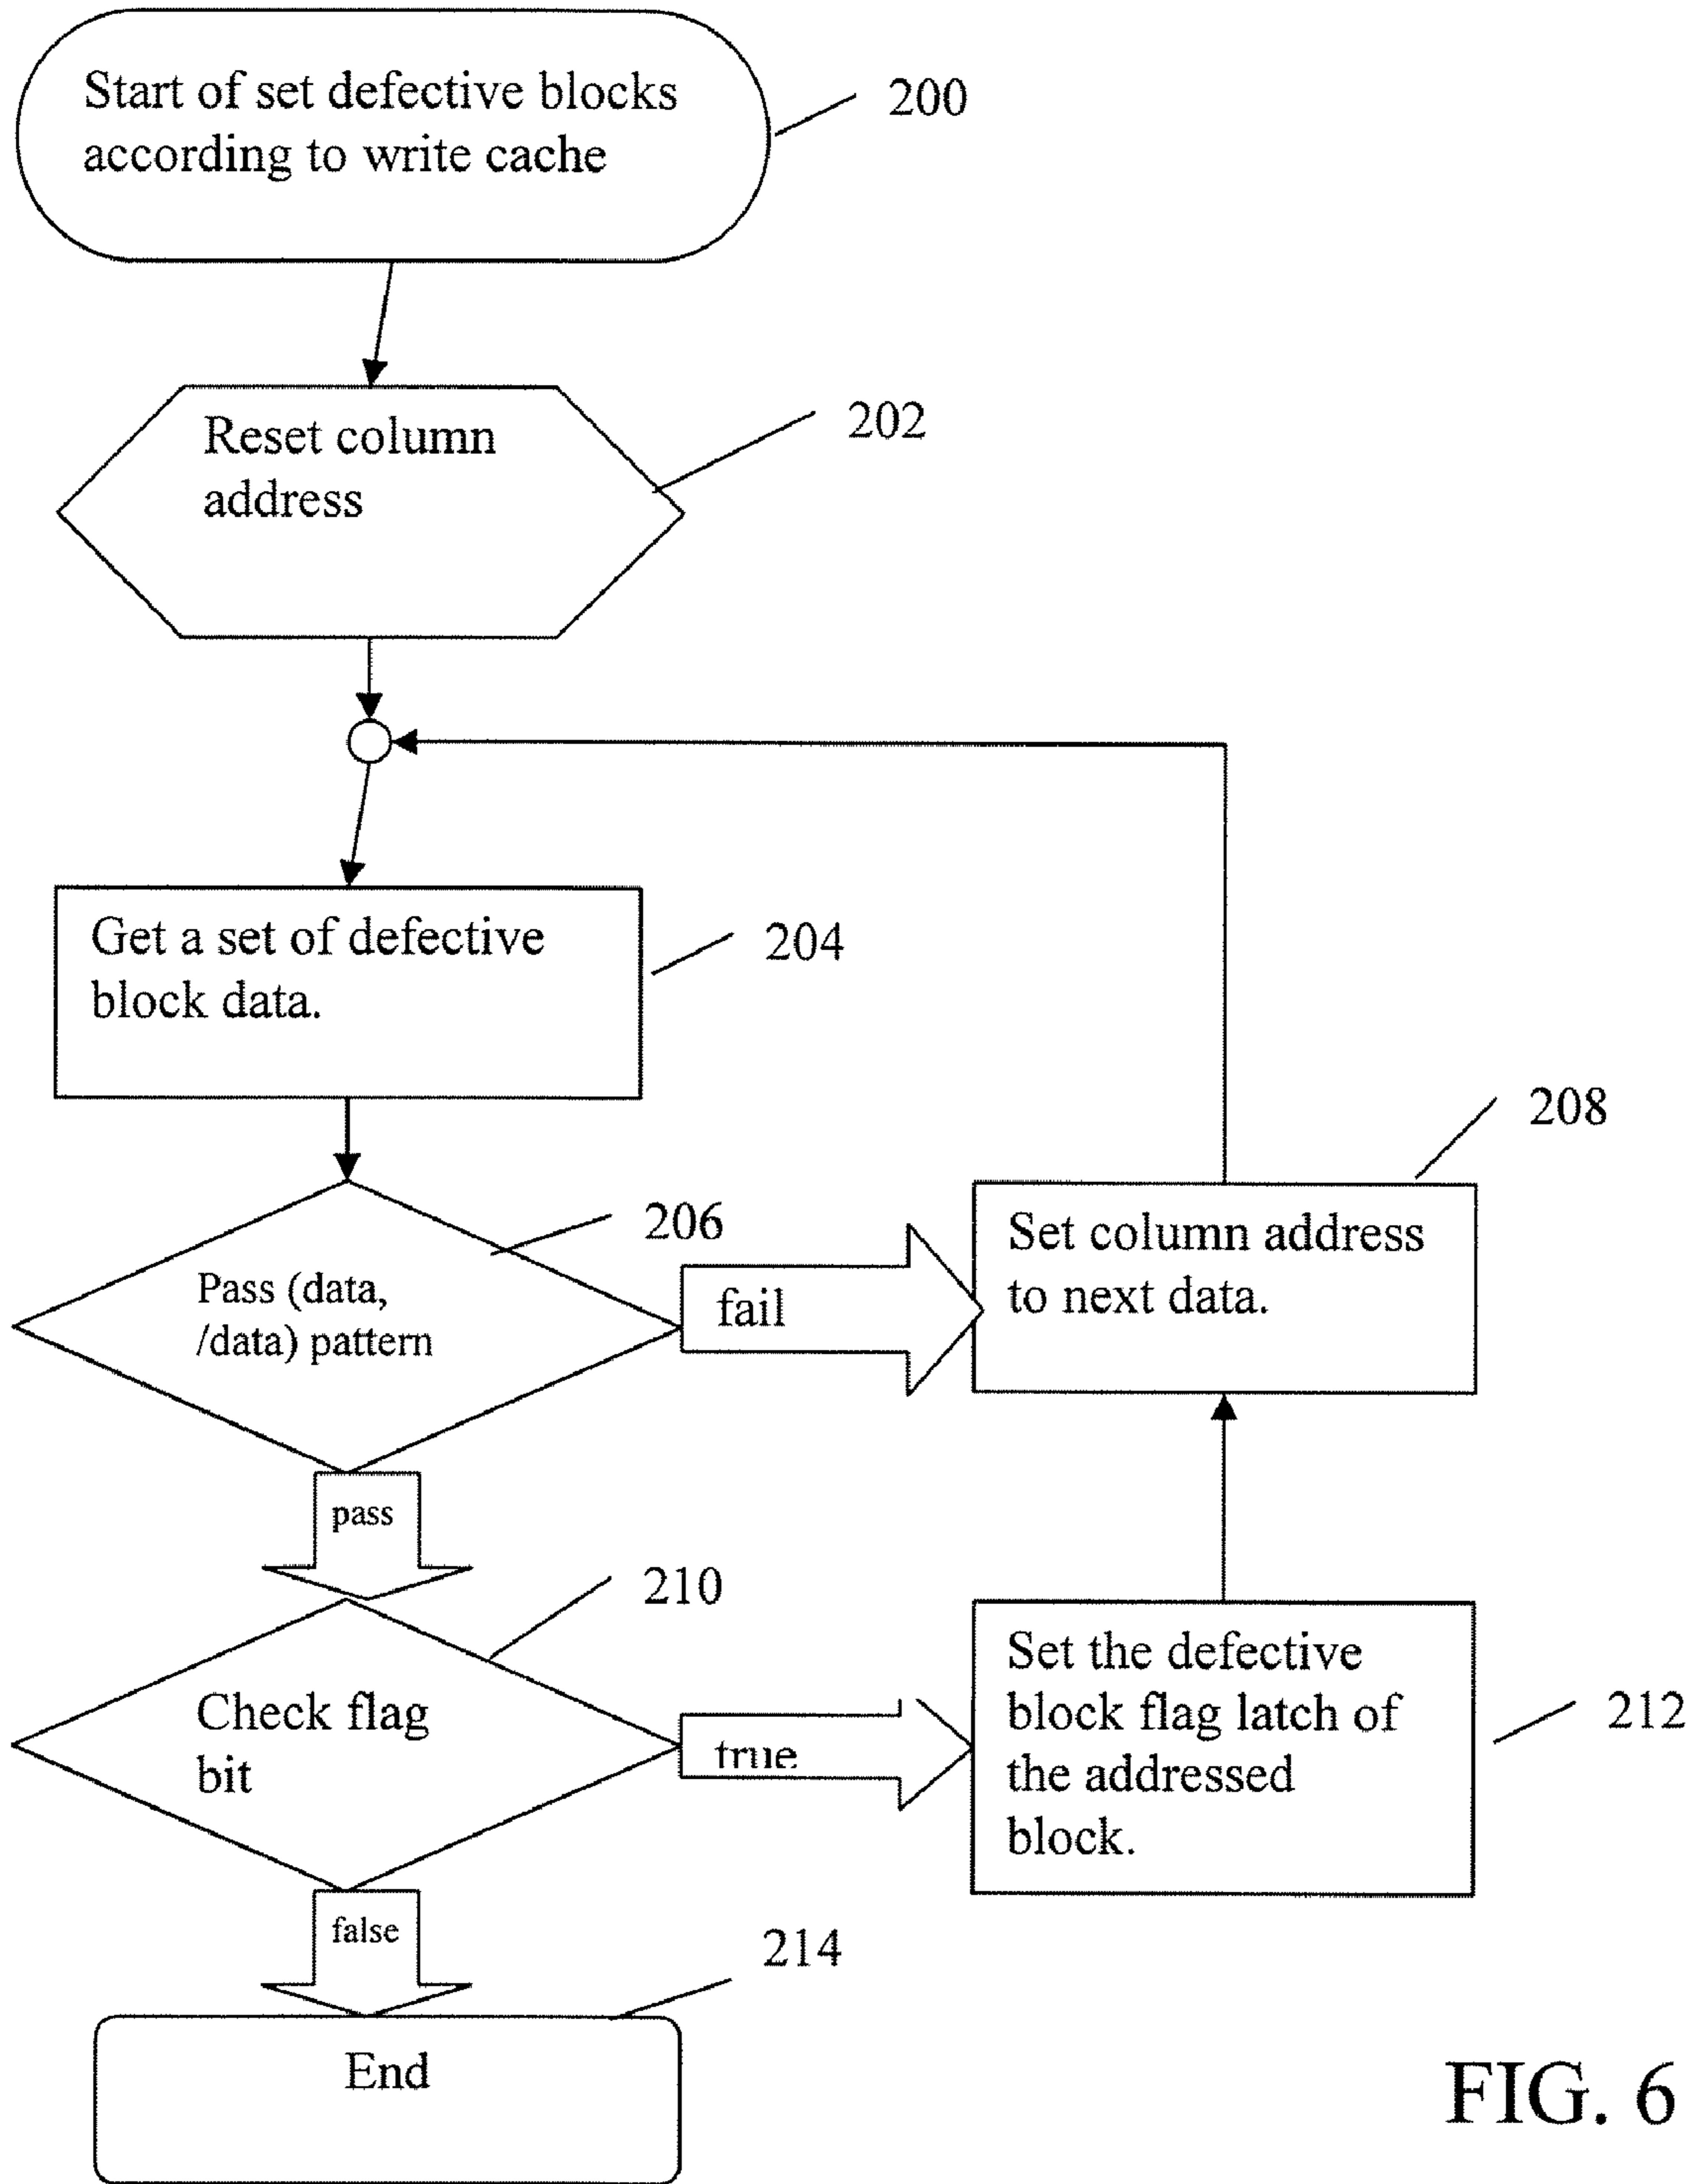 Start of set defective blocks
according to write cache
200
Reset column
address
202
Get a set of defective
block data.
204
206
Pass (data,
/data) pattern
fail
208
Set column address
to next data.
pass
210
Check flag
bit
true
Set the defective
block flag latch of
the addressed
block.
212
false
214
End
FIG. 6